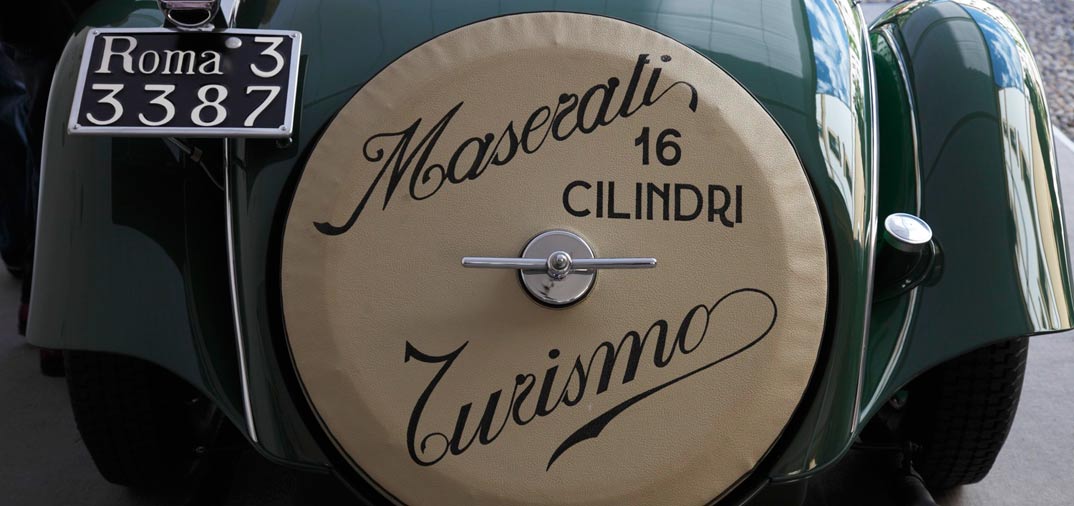 Roma 3
3387
Maserati
16
CILINDRI
Turismo